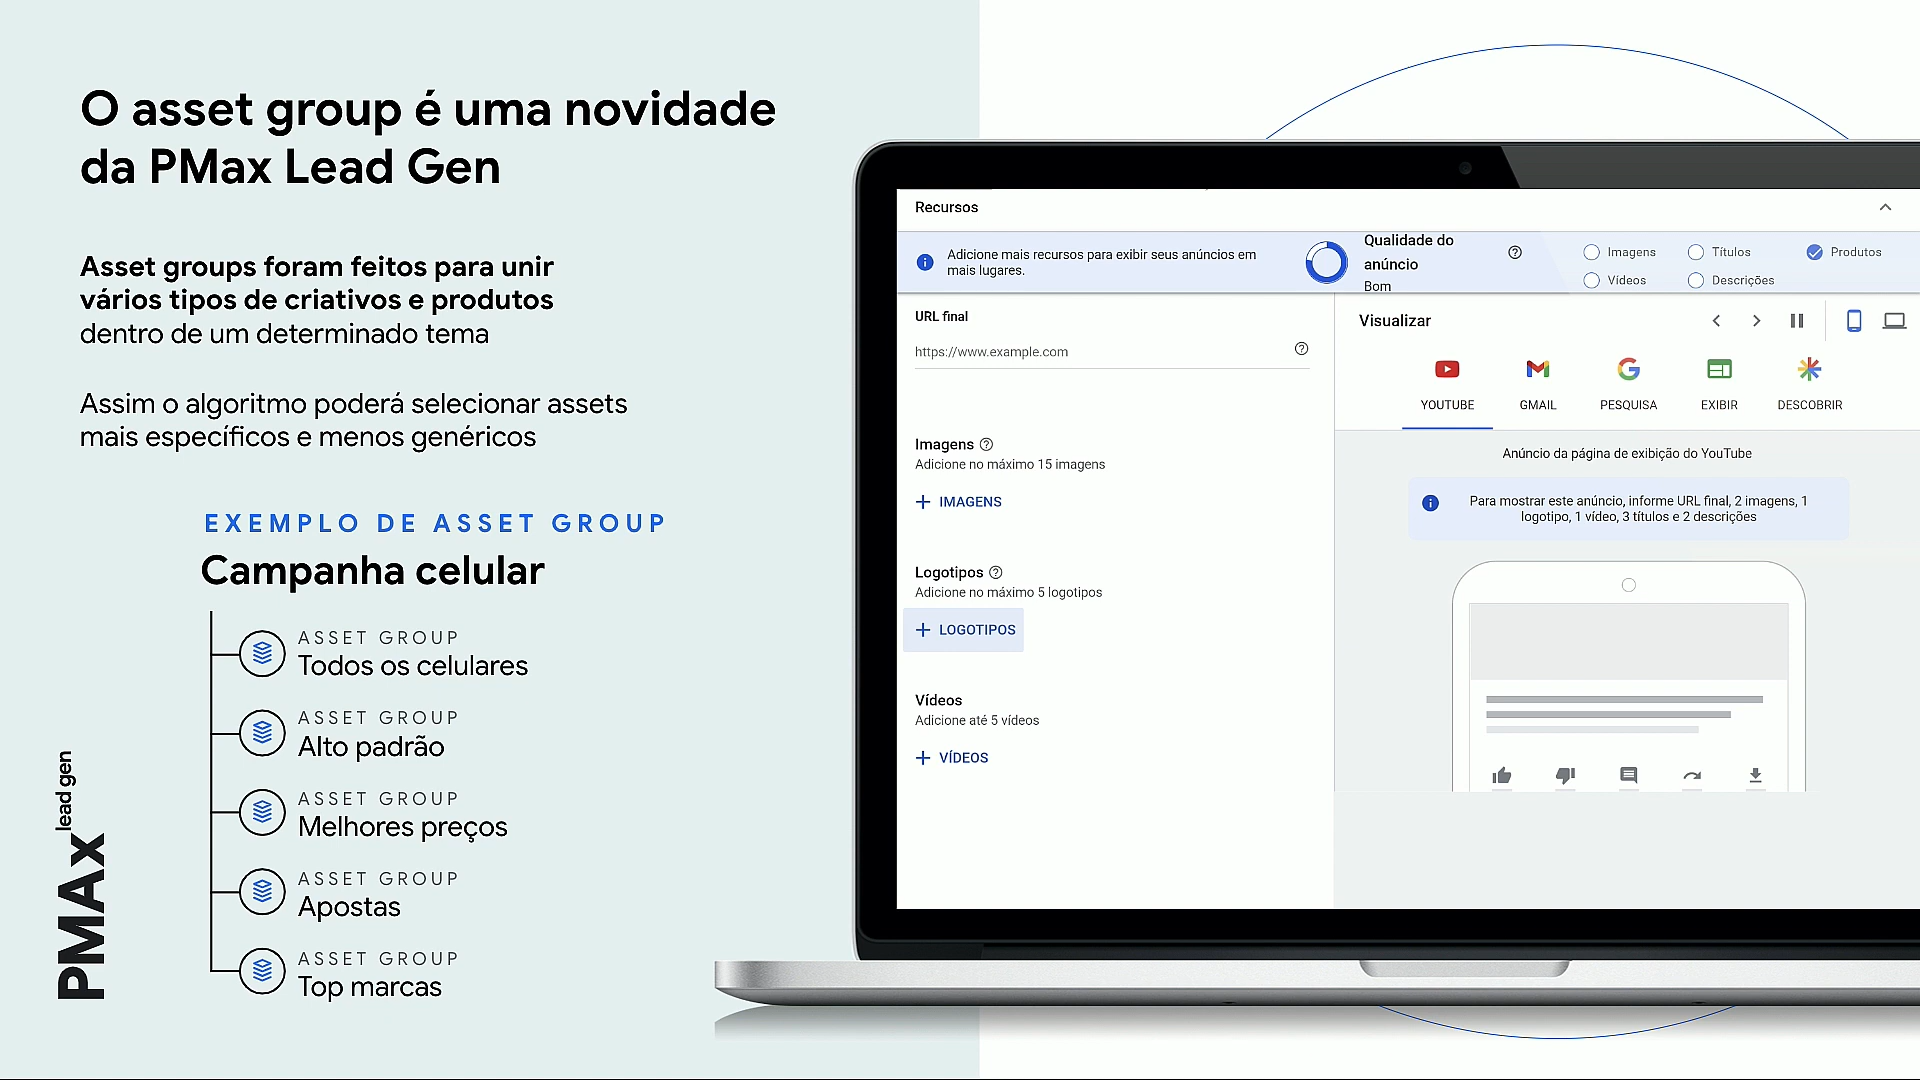 O asset group é uma novidade
da PMax Lead Gen
Asset groups foram feitos para unir
vários tipos de criativos e produtos
dentro de um determinado tema
Assim o algoritmo poderá selecionar assets
mais específicos e menos genéricos
EXEMPLO DE ASSET GROUP
Campanha celular
ASSET GROUP
Todos os celulares
ASSET GROUP
Alto padrão
ASSET GROUP
Melhores preços
ASSET GROUP
Apostas
ASSET GROUP
Top marcas
PMAx lead gen
Recursos
Adicione mais recursos para exibir seus anúncios em
mais lugares.
Qualidade do
anúncio
Bom
Imagens
Títulos
Produtos
Vídeos
Descrições
URL final
https://www.example.com
Imagens
Adicione no máximo 15 imagens
+ IMAGENS
Logotipos
Adicione no máximo 5 logotipos
+ LOGOTIPOS
Vídeos
Adicione até 5 vídeos
+ VÍDEOS
Visualizar
YOUTUBE
GMAIL
PESQUISA
EXIBIR
DESCOBRIR
Anúncio da página de exibição do YouTube
Para mostrar este anúncio, informe URL final, 2 imagens, 1
logotipo, 1 vídeo, 3 títulos e 2 descrições